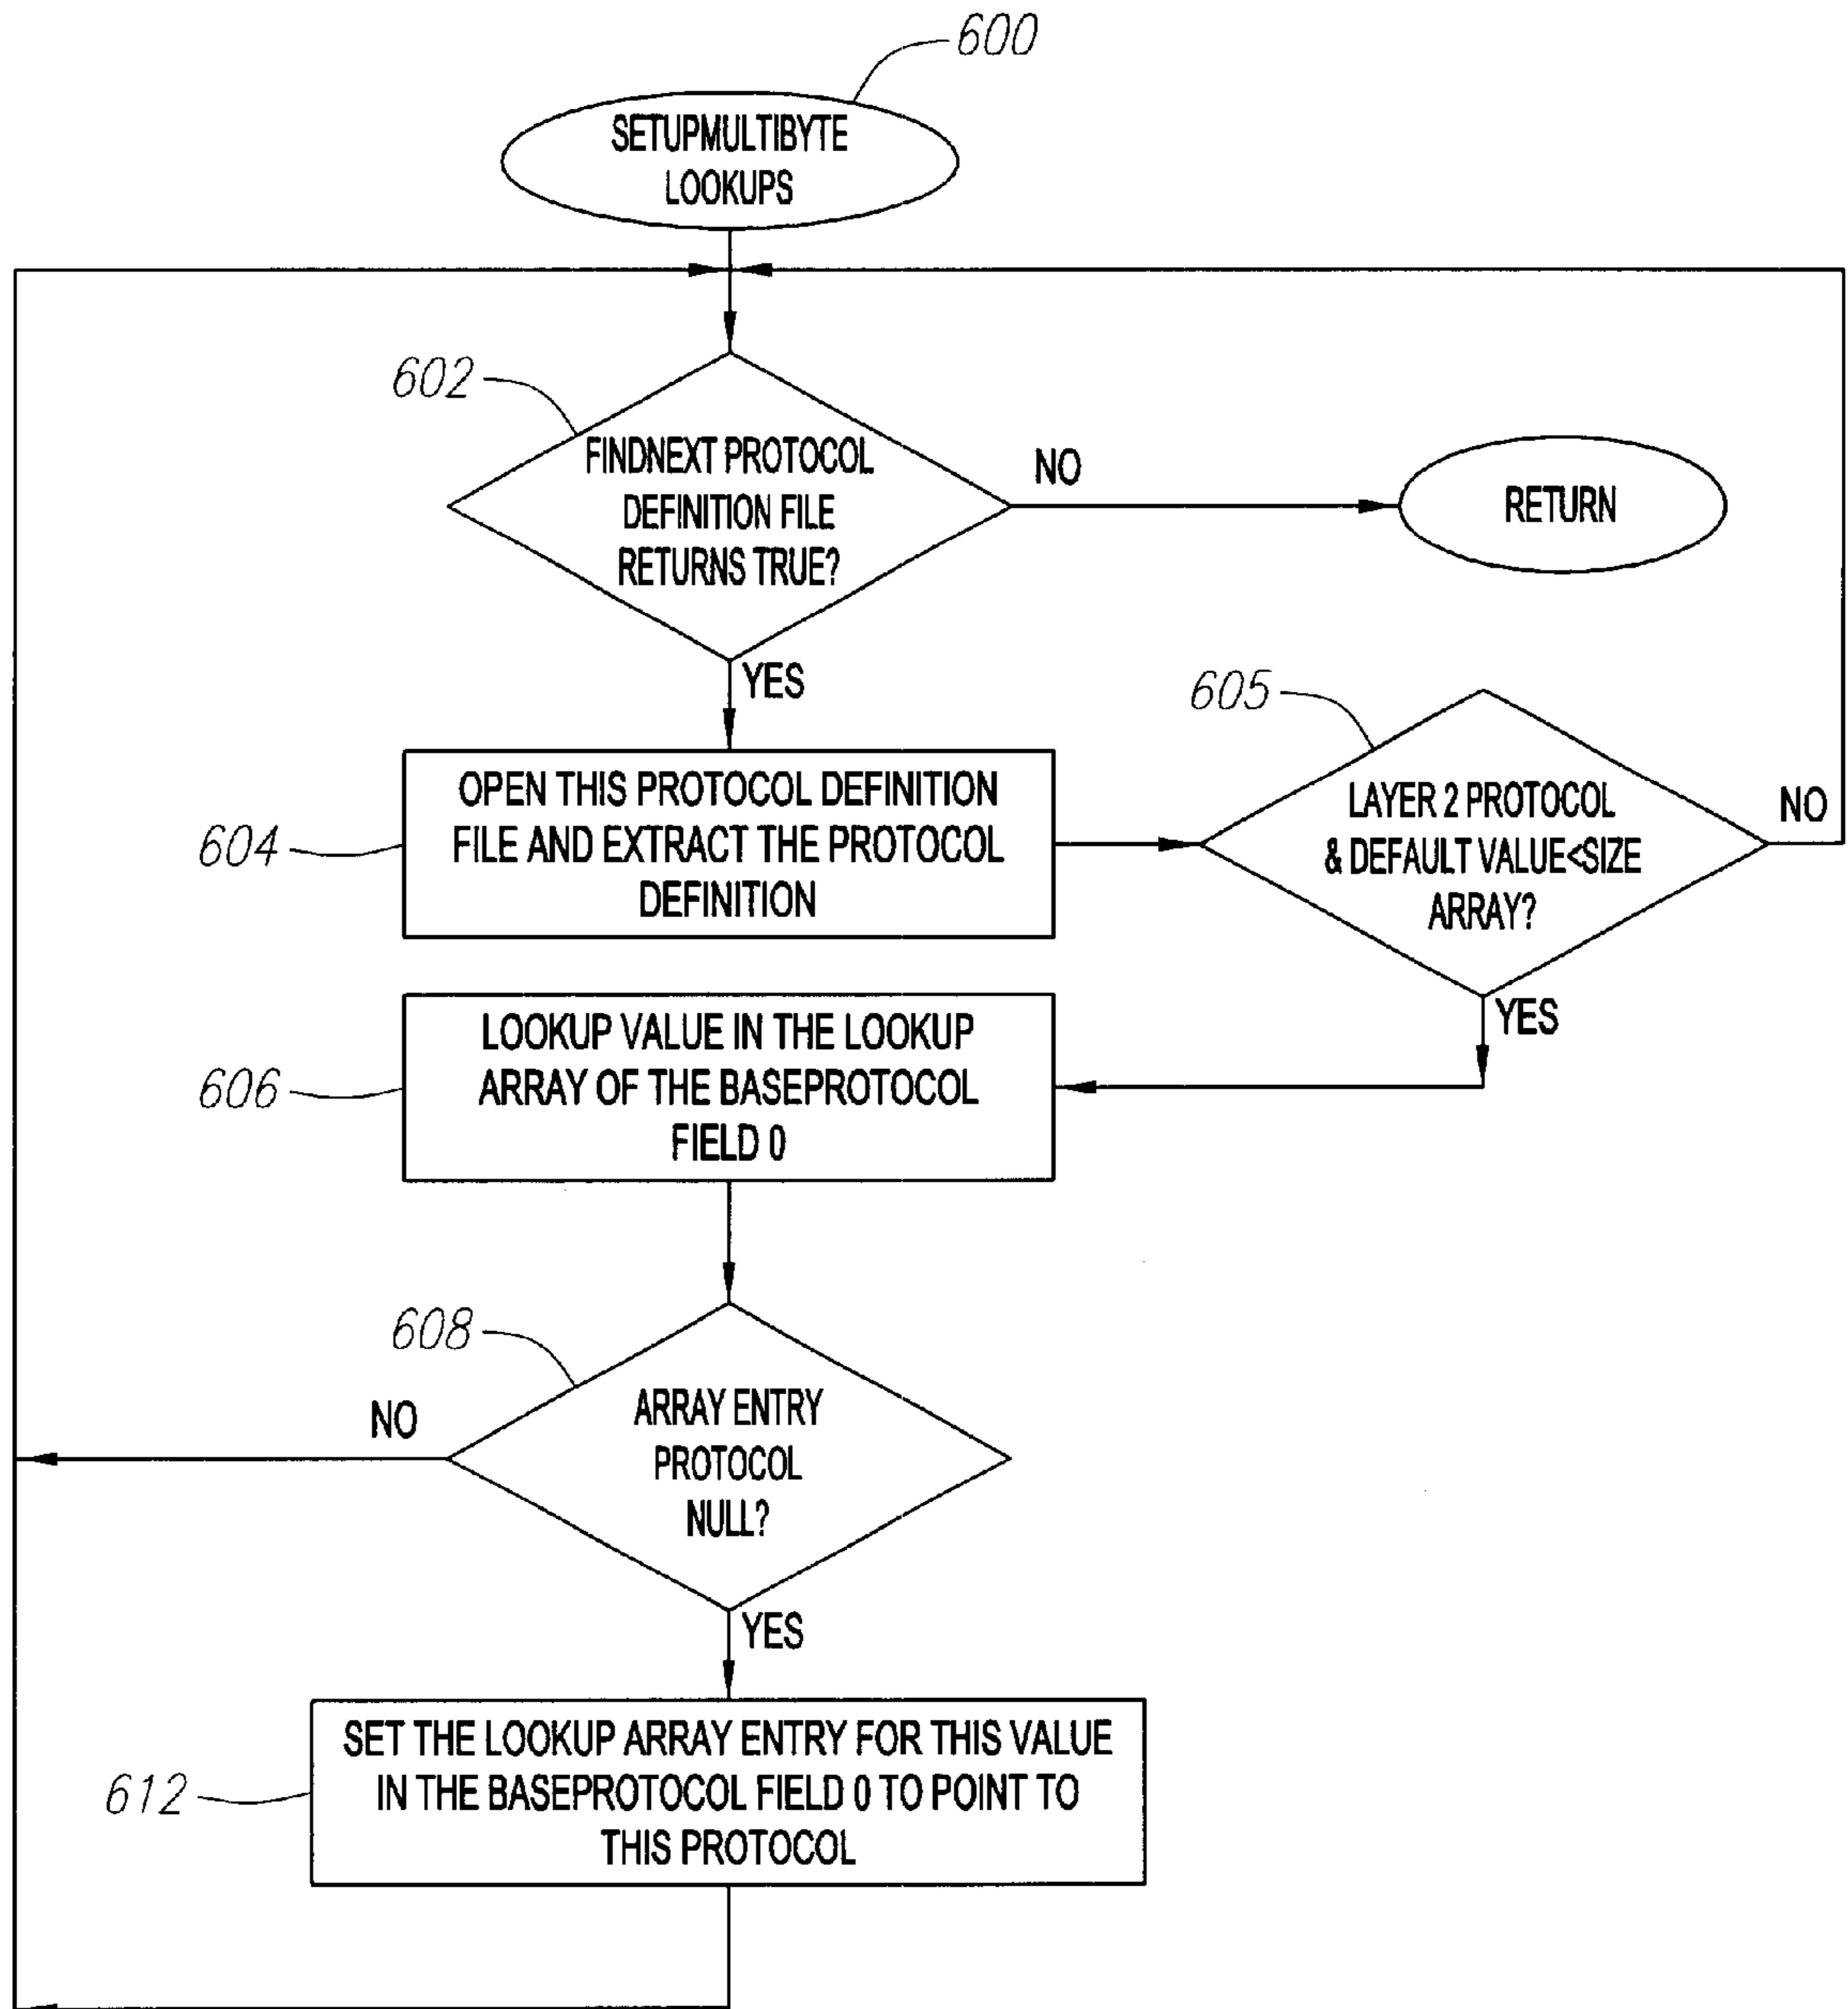 600
SETUPMULTIBYTE
LOOKUPS
602
FINDNEXT PROTOCOL
DEFINITION FILE
RETURNS TRUE?
NO
RETURN
YES
604
OPEN THIS PROTOCOL DEFINITION
FILE AND EXTRACT THE PROTOCOL
DEFINITION
605
LAYER 2 PROTOCOL
& DEFAULT VALUE<SIZE
ARRAY?
NO
YES
606
LOOKUP VALUE IN THE LOOKUP
ARRAY OF THE BASEPROTOCOL
FIELD 0
608
ARRAY ENTRY
PROTOCOL
NULL?
NO
YES
612
SET THE LOOKUP ARRAY ENTRY FOR THIS VALUE
IN THE BASEPROTOCOL FIELD 0 TO POINT TO
THIS PROTOCOL